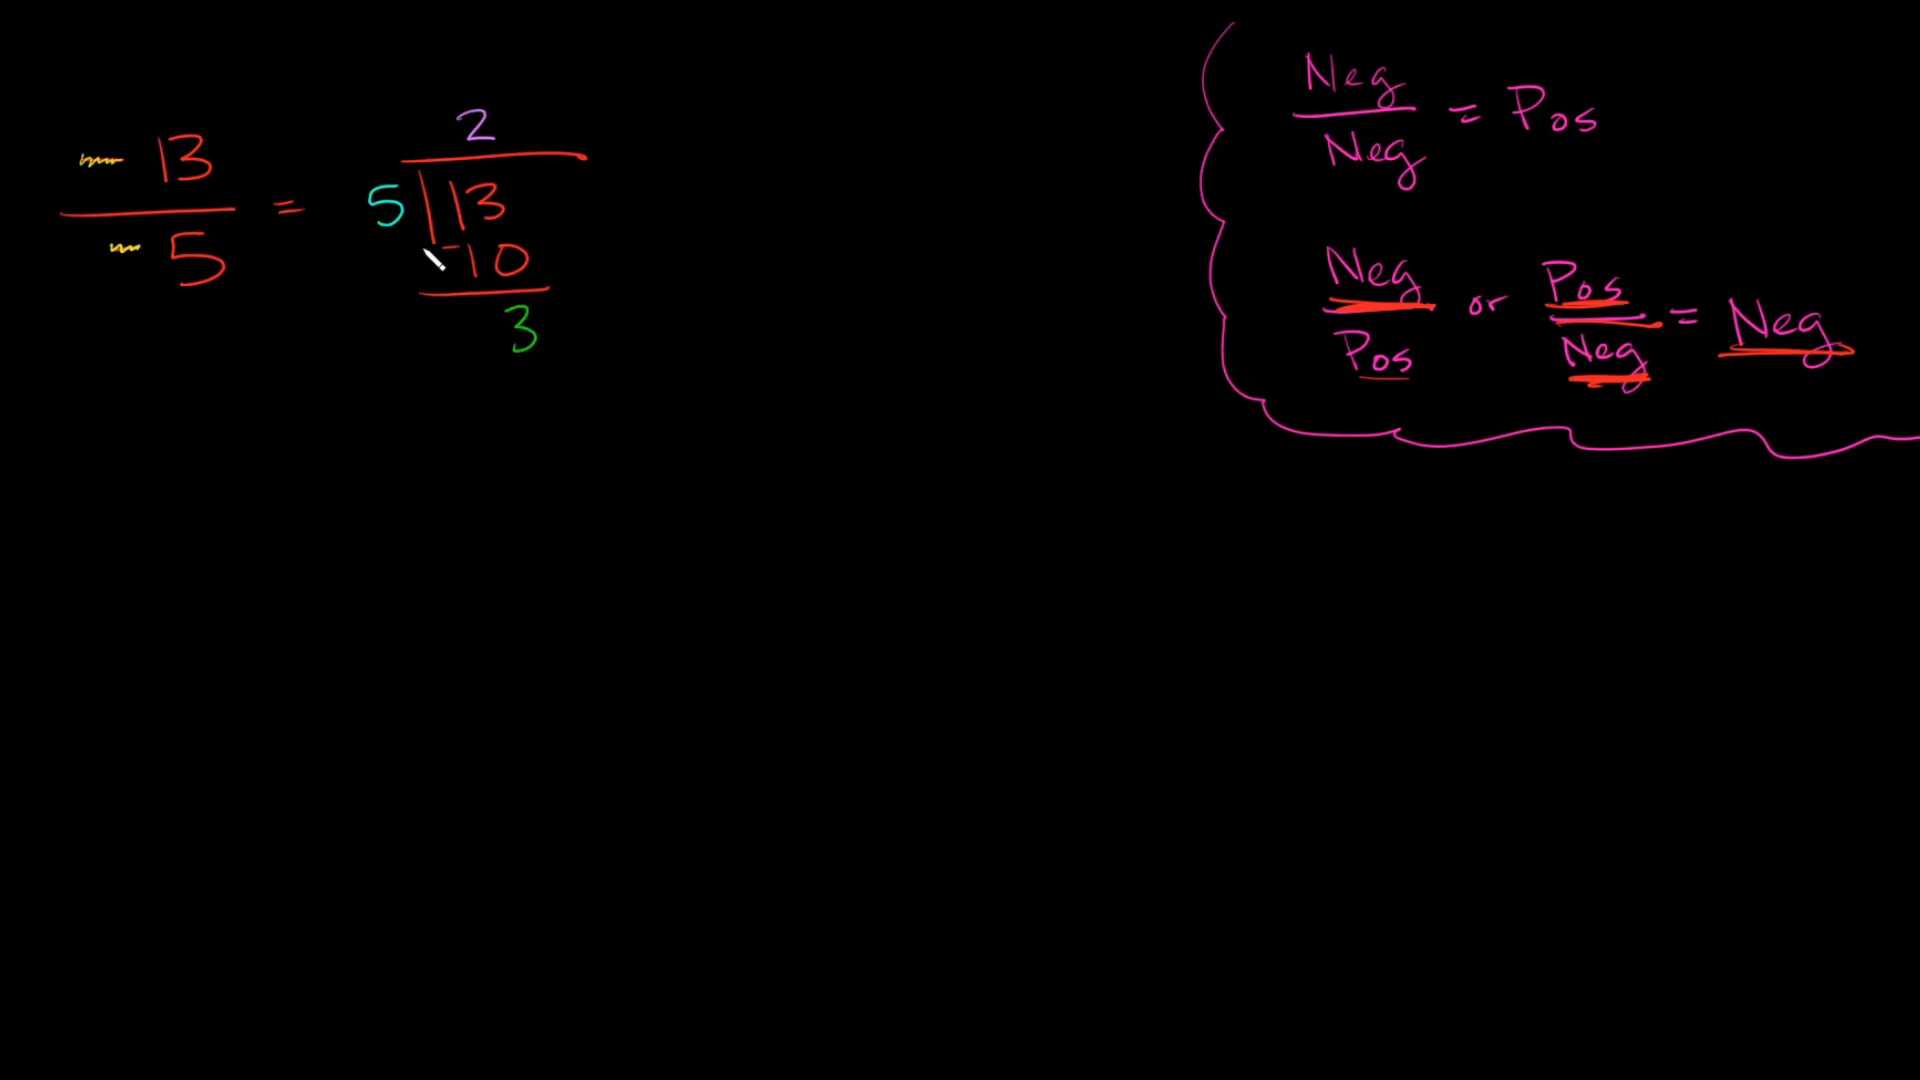 2
- 13 = 5 | 13
- 5 - 10
3
Neg
Neg = Pos
Neg or Pos = Neg
Pos Neg